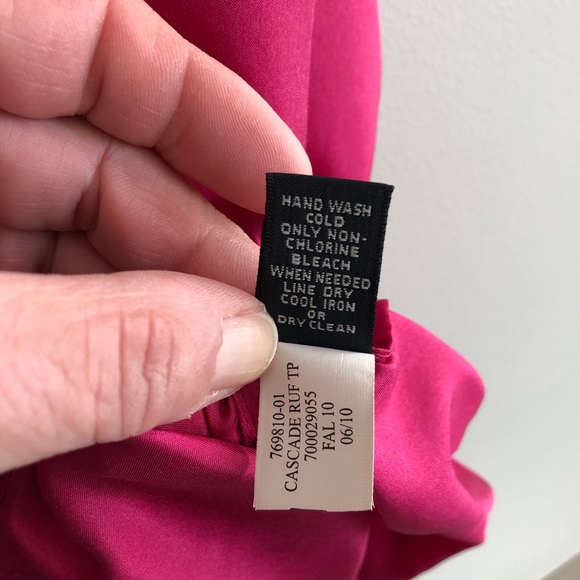 HAND WASH
COLD
ONLY NON-
CHLORINE
BLEACH
WHEN NEEDED
LINE DRY
COOL IRON
OR
DRY CLEAN
769810-01
CASCADE RUF TP
700029055
FAL 10
06/10